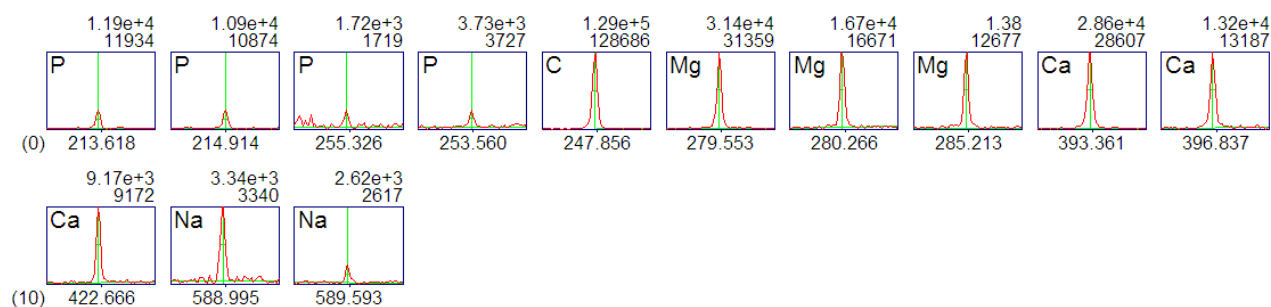 1.19e+4 1.09e+4 1.72e+3 3.73e+3 1.29e+5 3.14e+4 1.67e+4 1.38 2.86e+4 1.32e+4
11934 10874 1719 3727 128686 31359 16671 12677 28607 13187
P P P P C Mg Mg Mg Ca Ca
(0) 213.618 214.914 255.326 253.560 247.856 279.553 280.266 285.213 393.361 396.837
9.17e+3 3.34e+3 2.62e+3
9172 3340 2617
Ca Na Na
(10) 422.666 588.995 589.593